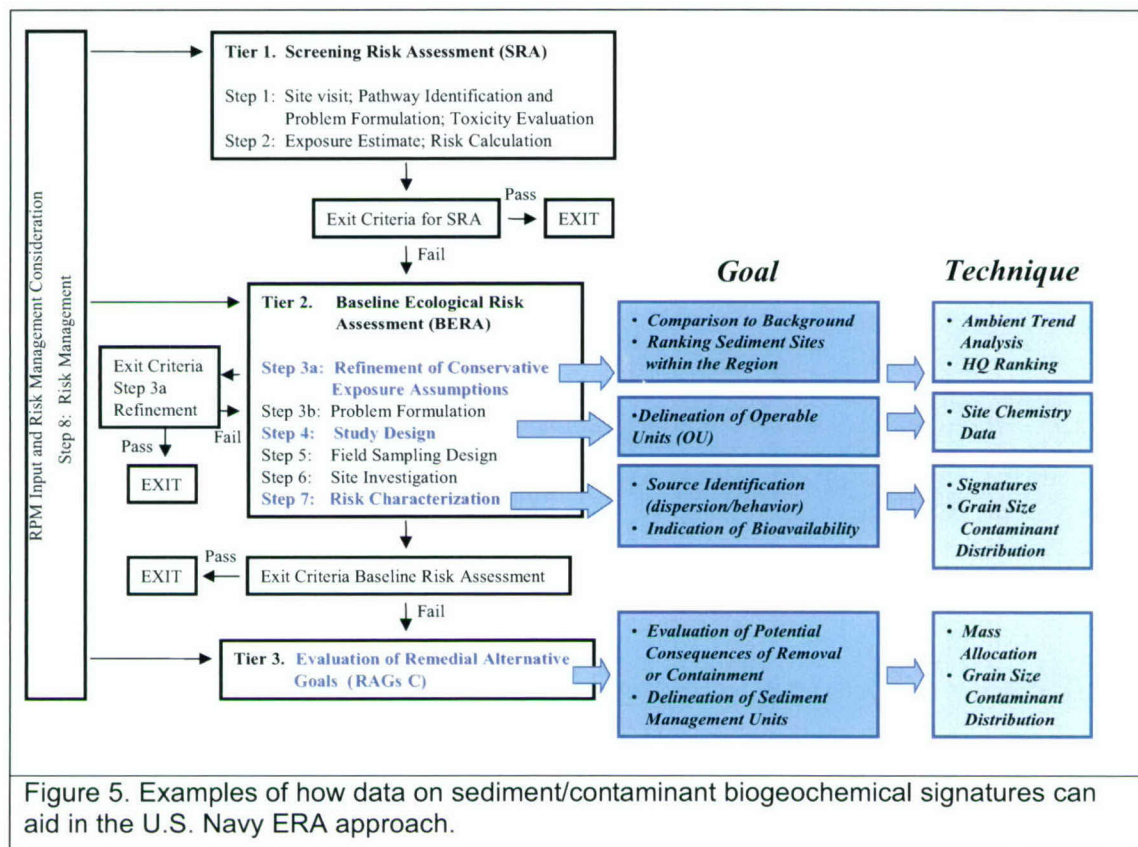 RPM Input and Risk Management Consideration
Step 8: Risk Management
Tier 1. Screening Risk Assessment (SRA)
Step 1: Site visit; Pathway Identification and
Problem Formulation; Toxicity Evaluation
Step 2: Exposure Estimate; Risk Calculation
Exit Criteria for SRA
Pass
EXIT
Fail
Goal
Technique
Tier 2. Baseline Ecological Risk
Assessment (BERA)
Step 3a: Refinement of Conservative
Exposure Assumptions
Step 3b: Problem Formulation
Step 4: Study Design
Step 5: Field Sampling Design
Step 6: Site Investigation
Step 7: Risk Characterization
Exit Criteria
Step 3a
Refinement
Pass
Fail
EXIT
• Comparison to Background
• Ranking Sediment Sites
within the Region
• Ambient Trend
Analysis
• HQ Ranking
• Delineation of Operable
Units (OU)
• Site Chemistry
Data
• Source Identification
(dispersion/behavior)
• Indication of Bioavailability
• Signatures
• Grain Size
Contaminant
Distribution
Exit Criteria Baseline Risk Assessment
Pass
EXIT
Fail
Tier 3. Evaluation of Remedial Alternative
Goals (RAGs C)
• Evaluation of Potential
Consequences of Removal
or Containment
• Delineation of Sediment
Management Units
• Mass
Allocation
• Grain Size
Contaminant
Distribution
Figure 5. Examples of how data on sediment/contaminant biogeochemical signatures can
aid in the U.S. Navy ERA approach.